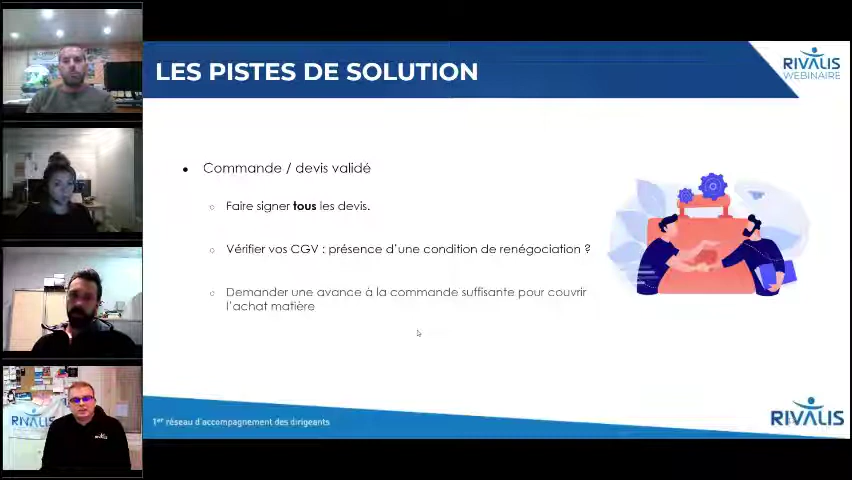 LES PISTES DE SOLUTION
RIVALIS
WEBINAIRE
● Commande / devis validé
○ Faire signer tous les devis.
○ Vérifier vos CGV : présence d'une condition de renégociation ?
○ Demander une avance à la commande suffisante pour couvrir
l'achat matière
1er réseau d'accompagnement des dirigeants
RIVALIS
RIVALIS